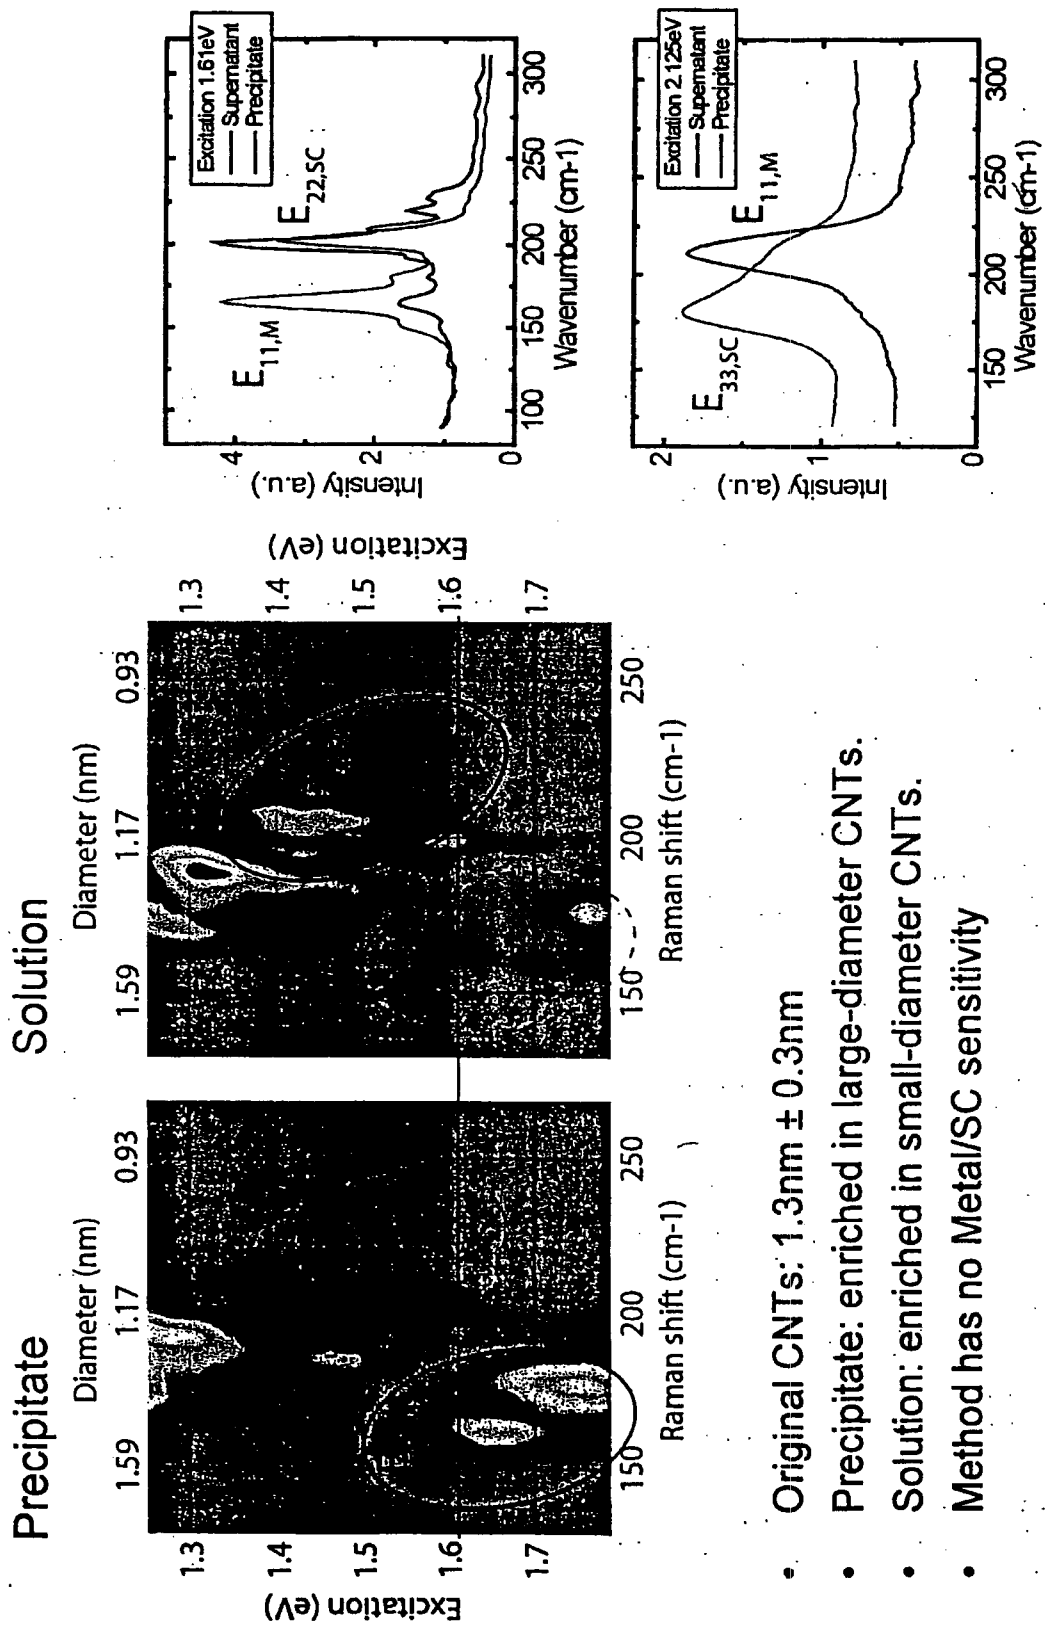 Precipitate
Diameter (nm)
1.59 1.17 0.93
Excitation (eV)
1.3
1.4
1.5
1.6
1.7
150 200 250
Raman shift (cm-1)
Solution
Diameter (nm)
1.59 1.17 0.93
Excitation (eV)
1.3
1.4
1.5
1.6
1.7
150 200 250
Raman shift (cm-1)
Excitation 1.61eV
Supernatant
Precipitate
E11,M
E22,SC
Intensity (a.u.)
4
2
0
100 150 200 250 300
Wavenumber (cm-1)
Excitation 2.125eV
Supernatant
Precipitate
E33,SC
E11,M
Intensity (a.u.)
2
1
0
150 200 250 300
Wavenumber (cm-1)
• Original CNTs: 1.3nm ± 0.3nm
• Precipitate: enriched in large-diameter CNTs.
• Solution: enriched in small-diameter CNTs.
• Method has no Metal/SC sensitivity